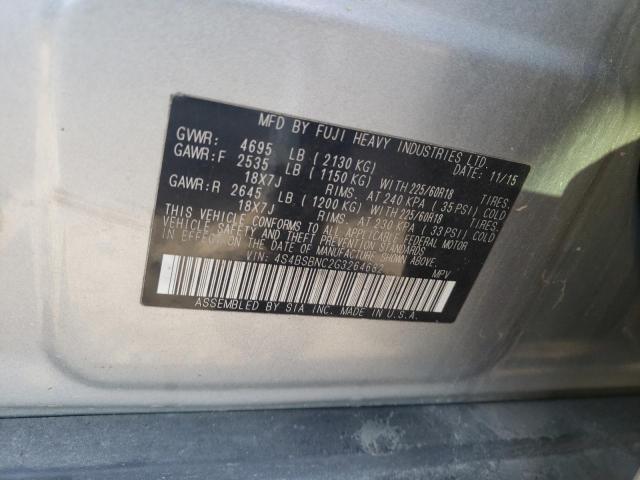 MFD BY FUJI HEAVY INDUSTRIES LTD.
GVWR: 4695 LB (2130 KG) DATE: 11/15
GAWR:F 2535 LB (1150 KG) WITH 225/60R18 TIRES.
18X7J RIMS. AT 240 KPA (35 PSI) COLD
GAWR:R 2645 LB (1200 KG) WITH 225/60R18 TIRES.
18X7J RIMS. AT 230 KPA (33 PSI) COLD
THIS VEHICLE CONFORMS TO ALL APPLICABLE FEDERAL MOTOR
VEHICLE SAFETY AND THEFT PREVENTION STANDARDS
IN EFFECT ON THE DATE OF MANUFACTURE SHOWN ABOVE.
VIN: 4S4BSBNC2G3264682 MPV
ASSEMBLED BY SIA INC. MADE IN U.S.A.